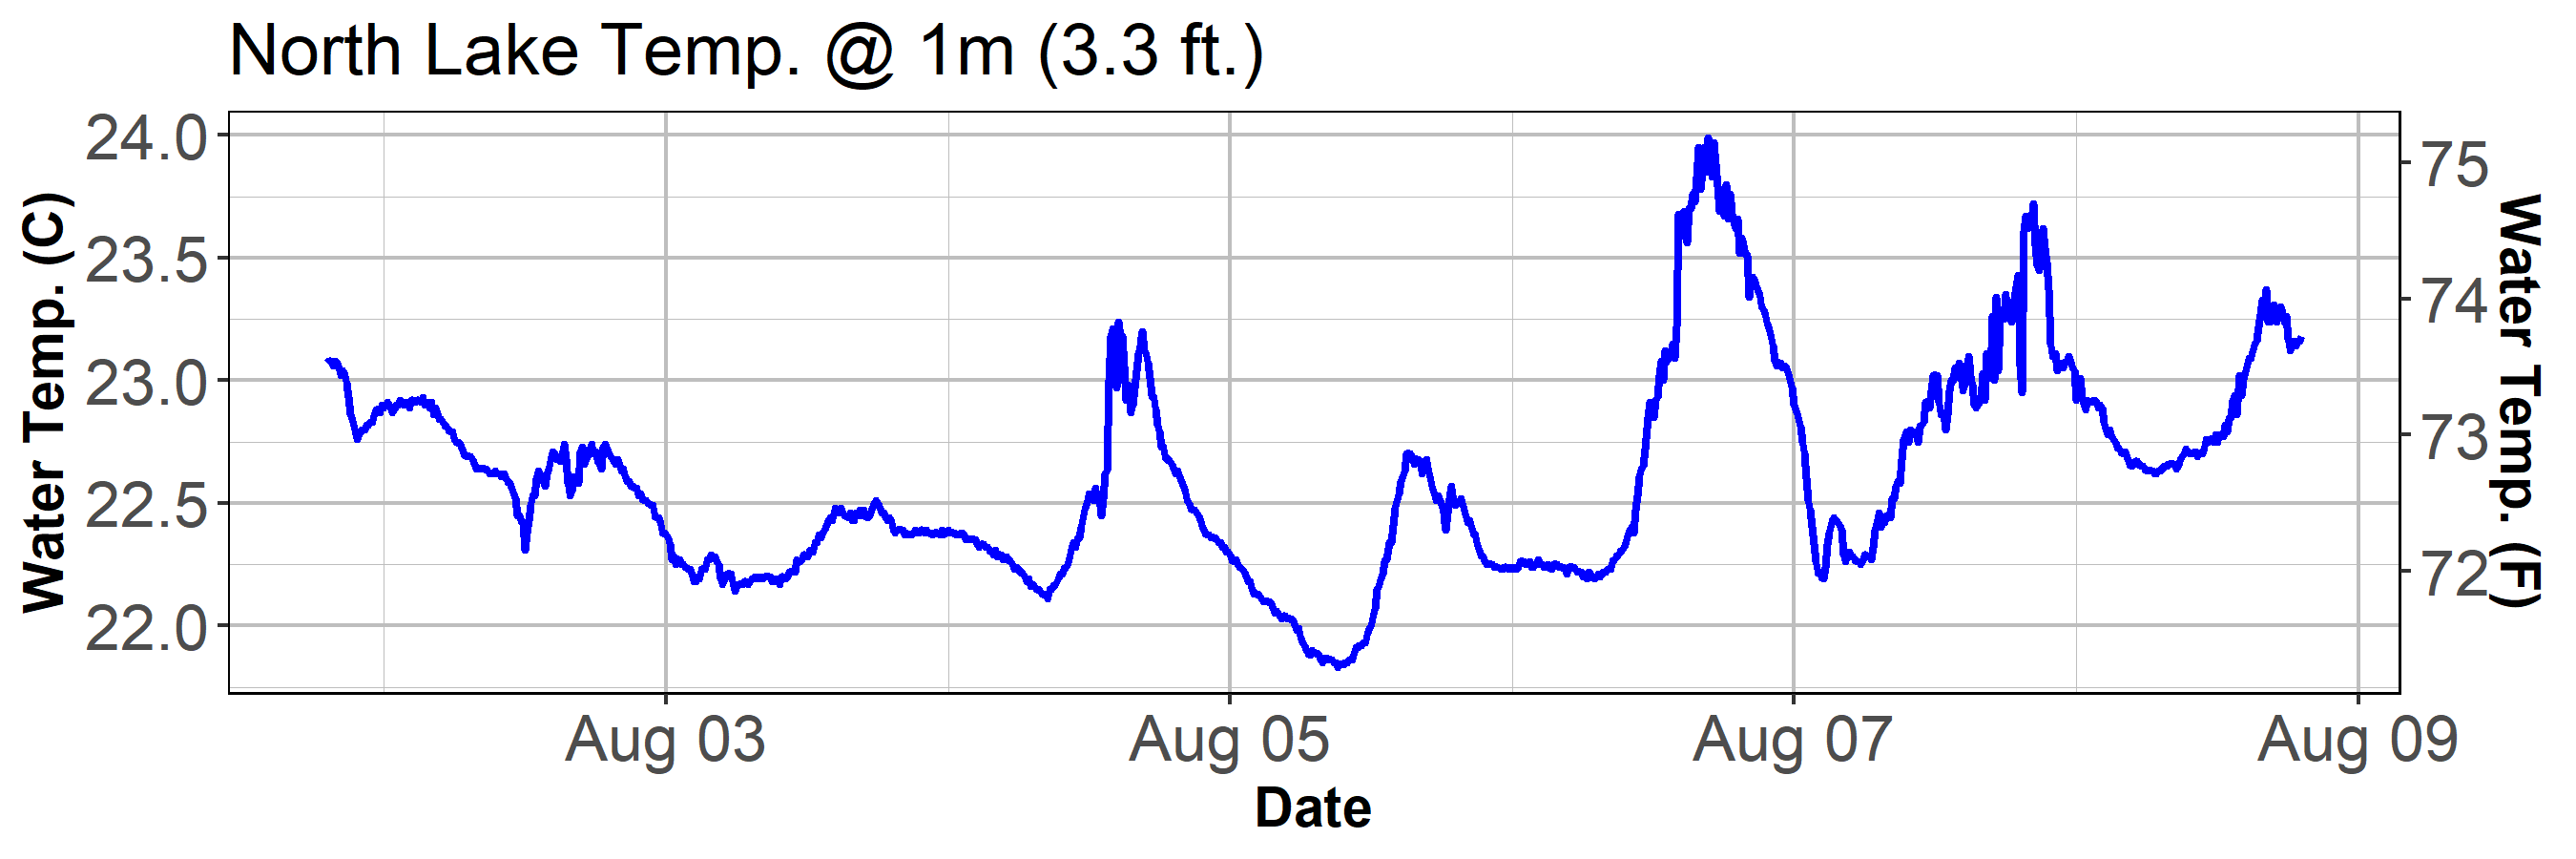 North Lake Temp. @ 1m (3.3 ft.)
Water Temp. (C)
24.0
23.5
23.0
22.5
22.0
75
74
73
72
Water Temp. (F)
Aug 03
Aug 05
Aug 07
Aug 09
Date